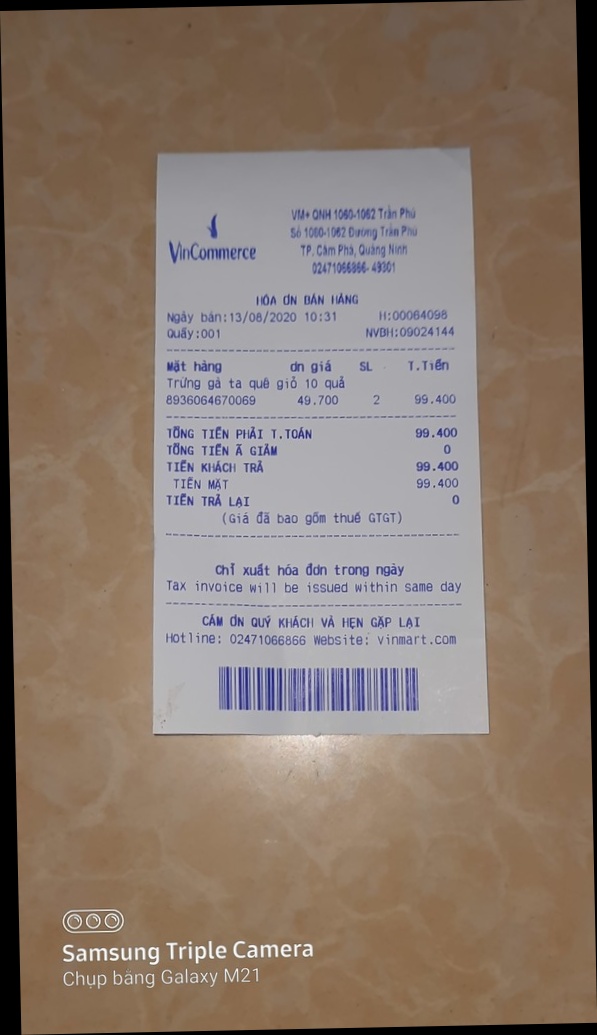 VinCommerce
VM+ QNH 1060-1062 Trần Phú
Số 1060-1062 Đường Trần Phú
TP. Cẩm Phả, Quảng Ninh
02471066866- 49301
HÓA ƠN BÁN HÀNG
Ngày bán:13/08/2020 10:31 H:00064098
Quầy:001 NVBH:09024144
Mặt hàng ơn giá SL T.Tiền
Trứng gà ta quê giỏ 10 quả
8936064670069 49.700 2 99.400
TỔNG TIỀN PHẢI T.TOÁN 99.400
TỔNG TIỀN Ã GIẢM 0
TIỀN KHÁCH TRẢ 99.400
TIỀN MẶT 99.400
TIỀN TRẢ LẠI 0
(Giá đã bao gồm thuế GTGT)
Chỉ xuất hóa đơn trong ngày
Tax invoice will be issued within same day
CẢM ƠN QUÝ KHÁCH VÀ HẸN GẶP LẠI
Hotline: 02471066866 Website: vinmart.com
Samsung Triple Camera
Chụp bằng Galaxy M21